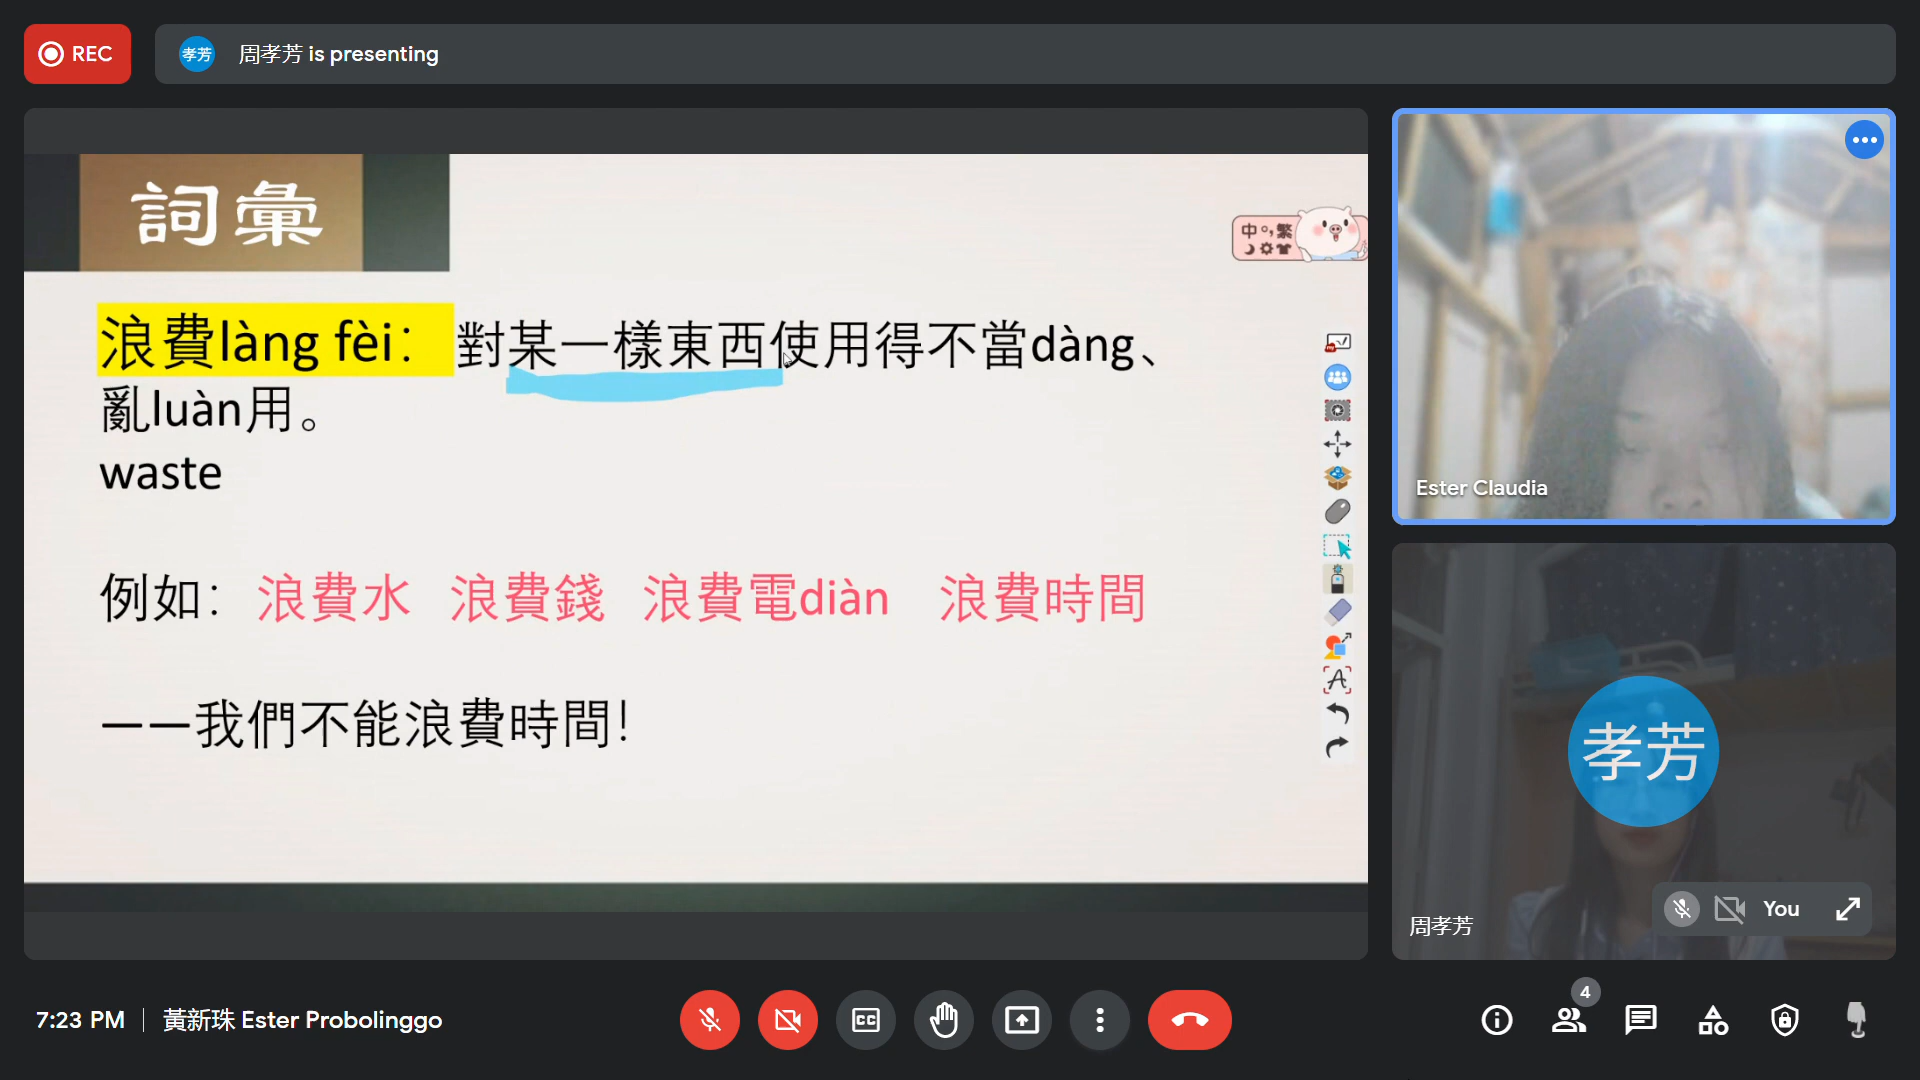 REC
孝芳
周孝芳 is presenting
詞彙
中 °, 繁
浪費làng fèi：對某一樣東西使用得不當dàng、
亂luàn用。
waste
例如：浪費水 浪費錢 浪費電diàn 浪費時間
——我們不能浪費時間！
Ester Claudia
孝芳
周孝芳
You
7:23 PM
黃新珠 Ester Probolinggo
CC
4